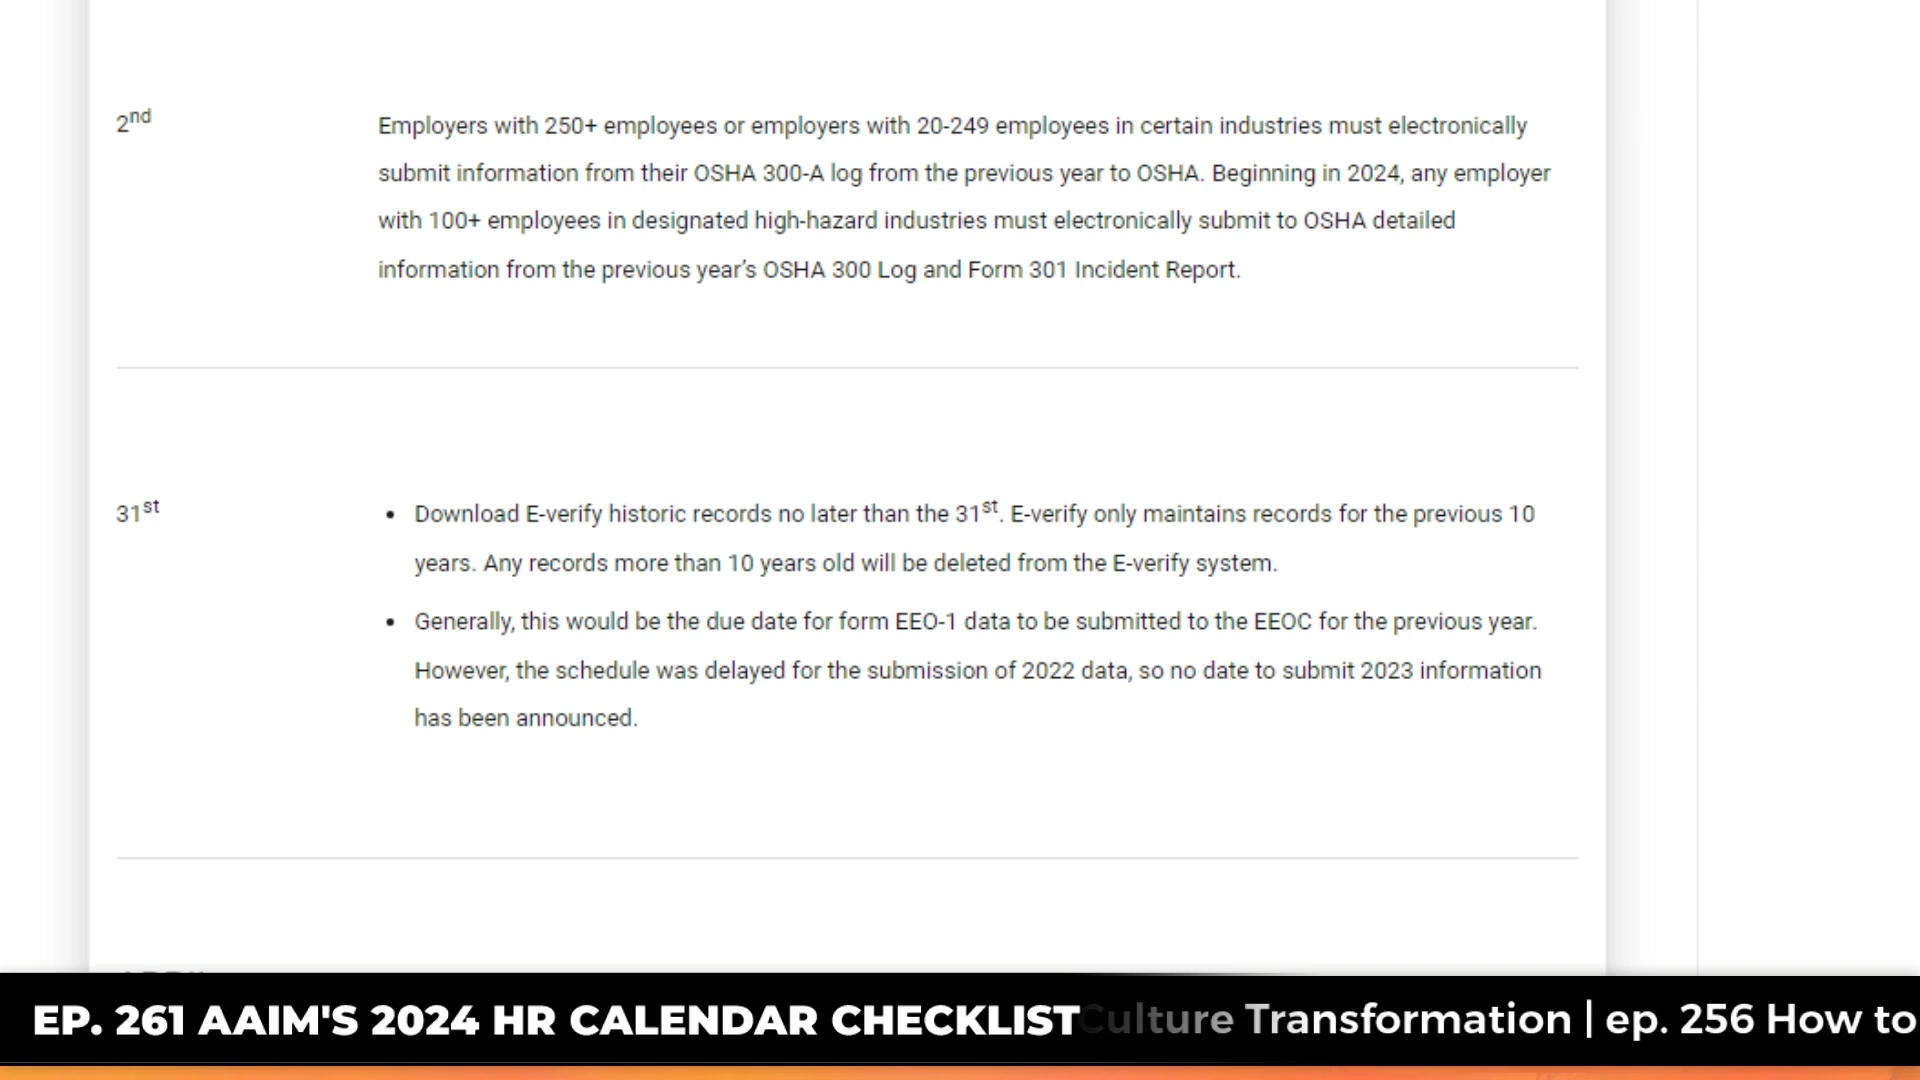 2nd
Employers with 250+ employees or employers with 20-249 employees in certain industries must electronically
submit information from their OSHA 300-A log from the previous year to OSHA. Beginning in 2024, any employer
with 100+ employees in designated high-hazard industries must electronically submit to OSHA detailed
information from the previous year’s OSHA 300 Log and Form 301 Incident Report.
31st
• Download E-verify historic records no later than the 31st. E-verify only maintains records for the previous 10
years. Any records more than 10 years old will be deleted from the E-verify system.
• Generally, this would be the due date for form EEO-1 data to be submitted to the EEOC for the previous year.
However, the schedule was delayed for the submission of 2022 data, so no date to submit 2023 information
has been announced.
EP. 261 AAIM'S 2024 HR CALENDAR CHECKLIST Culture Transformation | ep. 256 How to